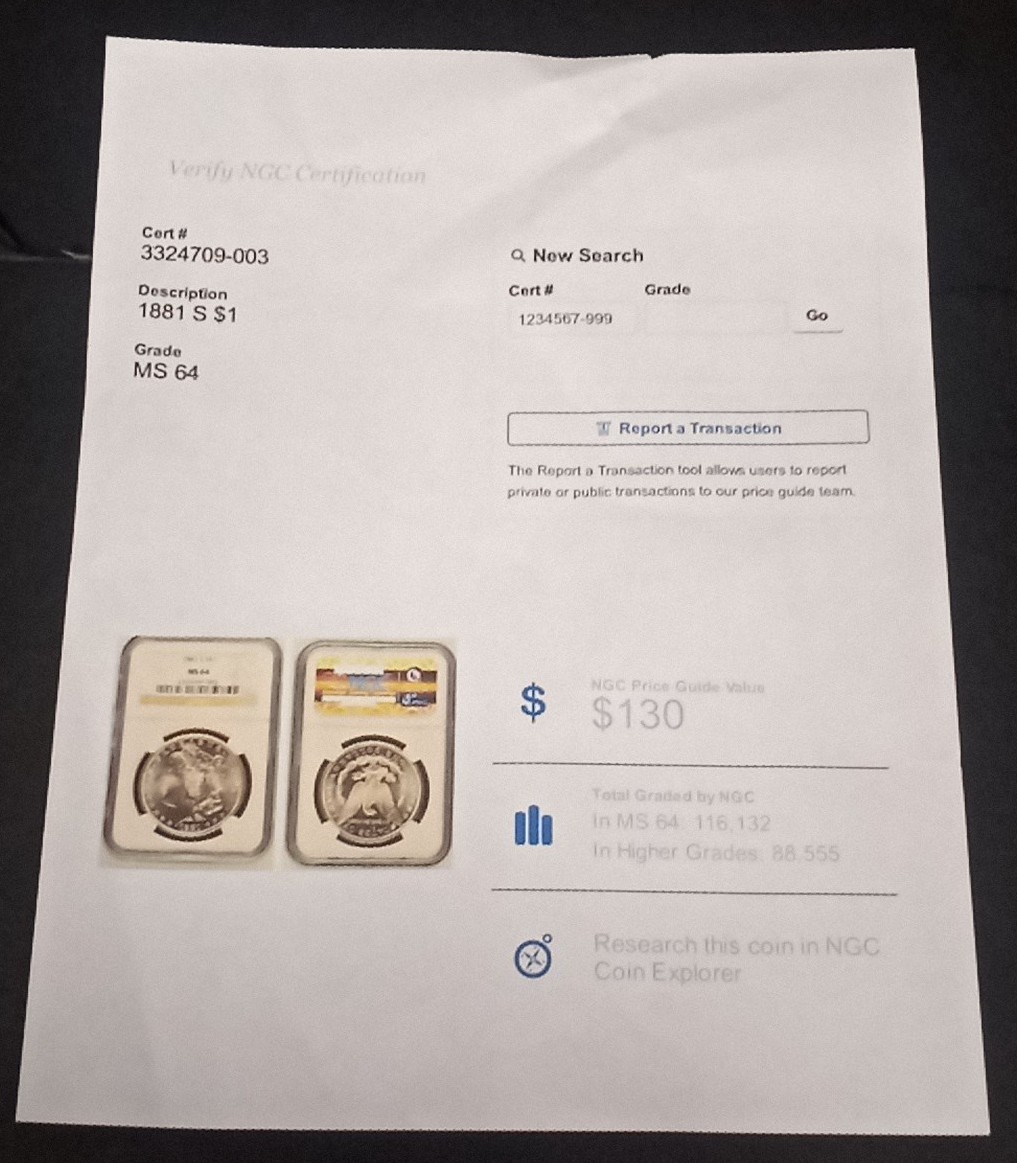 Verify NGC Certification
Cert #
3324709-003
Description
1881 S $1
Grade
MS 64
New Search
Cert #
Grade
1234567-999
Go
Report a Transaction
The Report a Transaction tool allows users to report
private or public transactions to our price guide team.
MS 64
NGC Price Guide Value
$130
Total Graded by NGC
In MS 64: 116,132
In Higher Grades: 88,555
Research this coin in NGC
Coin Explorer